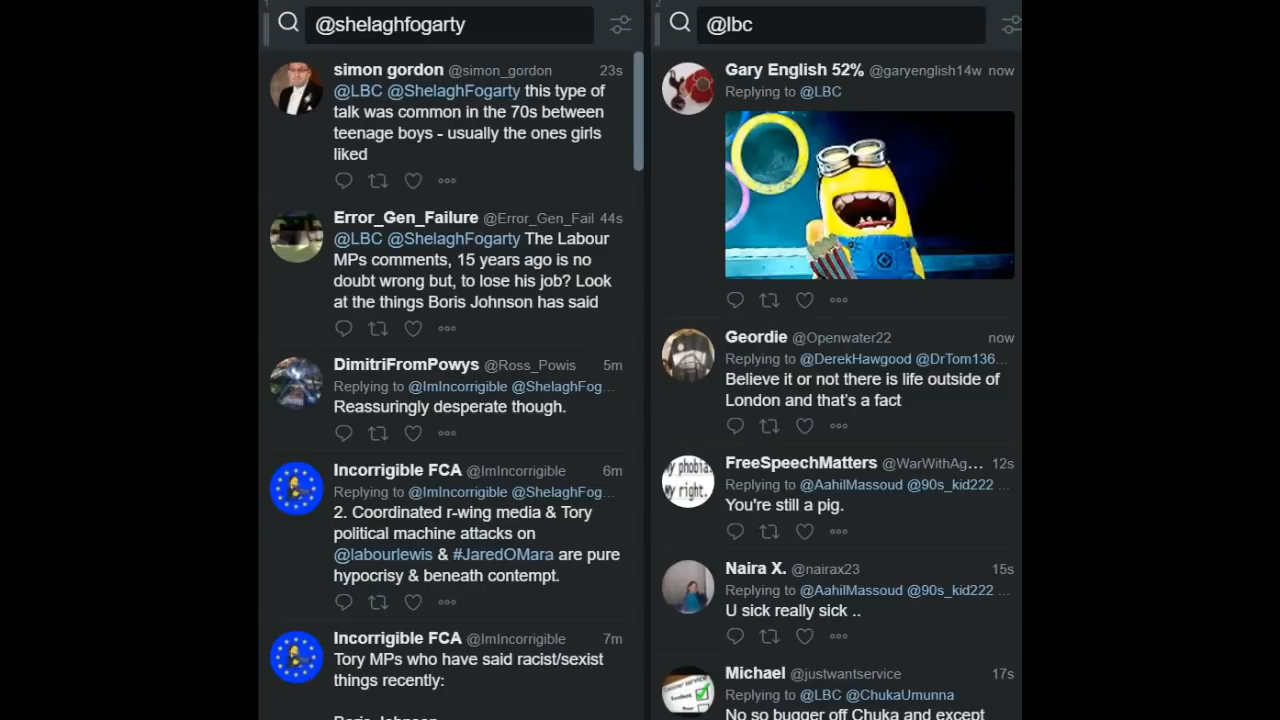 1
@shelaghfogarty
simon gordon @simon_gordon 23s
@LBC @ShelaghFogarty this type of
talk was common in the 70s between
teenage boys - usually the ones girls
liked
Error_Gen_Failure @Error_Gen_Fail 44s
@LBC @ShelaghFogarty The Labour
MPs comments, 15 years ago is no
doubt wrong but, to lose his job? Look
at the things Boris Johnson has said
DimitriFromPowys @Ross_Powis 5m
Replying to @ImIncorrigible @ShelaghFog...
Reassuringly desperate though.
Incorrigible FCA @ImIncorrigible 6m
Replying to @ImIncorrigible @ShelaghFog...
2. Coordinated r-wing media & Tory
political machine attacks on
@labourlewis & #JaredOMara are pure
hypocrisy & beneath contempt.
Incorrigible FCA @ImIncorrigible 7m
Tory MPs who have said racist/sexist
things recently:
Boris Johnson
2
@lbc
Gary English 52% @garyenglish14w now
Replying to @LBC
Geordie @Openwater22 now
Replying to @DerekHawgood @DrTom136...
Believe it or not there is life outside of
London and that's a fact
FreeSpeechMatters @WarWithAg... 12s
Replying to @AahilMassoud @90s_kid222 ...
You're still a pig.
My phobia.
My right.
Naira X. @nairax23 15s
Replying to @AahilMassoud @90s_kid222 ...
U sick really sick ..
Michael @justwantservice 17s
Replying to @LBC @ChukaUmunna
No so bugger off Chuka and except